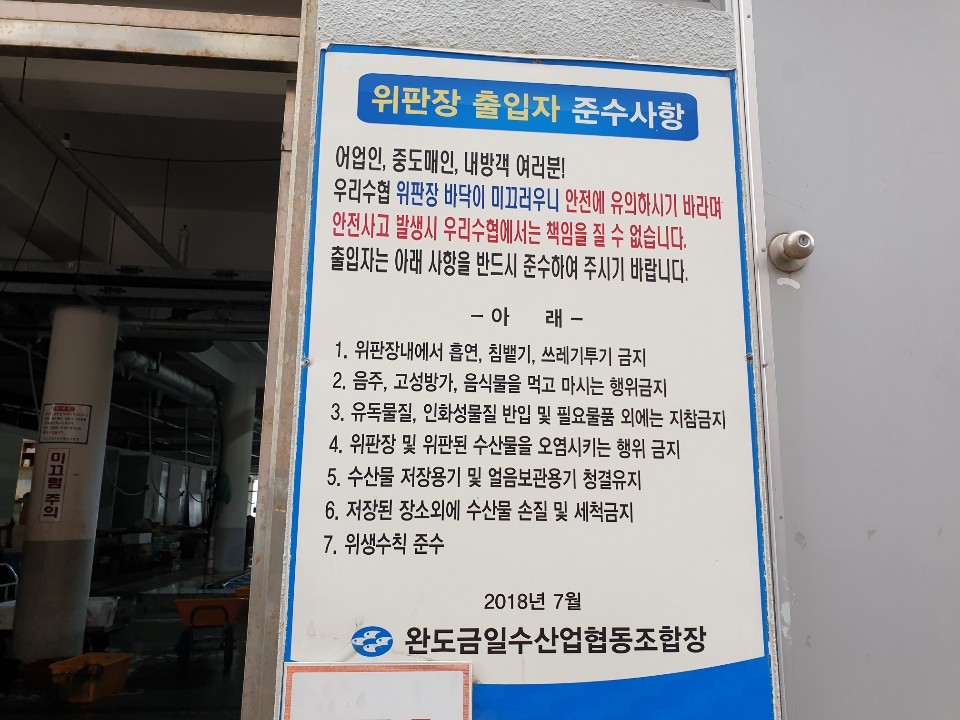 위판장 출입자 준수사항
어업인, 중도매인, 내방객 여러분!
우리수협 위판장 바닥이 미끄러우니 안전에 유의하시기 바라며
안전사고 발생시 우리수협에서는 책임을 질 수 없습니다.
출입자는 아래 사항을 반드시 준수하여 주시기 바랍니다.
- 아 래 -
1. 위판장내에서 흡연, 침뱉기, 쓰레기투기 금지
2. 음주, 고성방가, 음식물을 먹고 마시는 행위금지
3. 유독물질, 인화성물질 반입 및 필요물품 외에는 지참금지
4. 위판장 및 위판된 수산물을 오염시키는 행위 금지
5. 수산물 저장용기 및 얼음보관용기 청결유지
6. 저장된 장소외에 수산물 손질 및 세척금지
7. 위생수칙 준수
2018년 7월
완도금일수산업협동조합장
미끄럼 주의